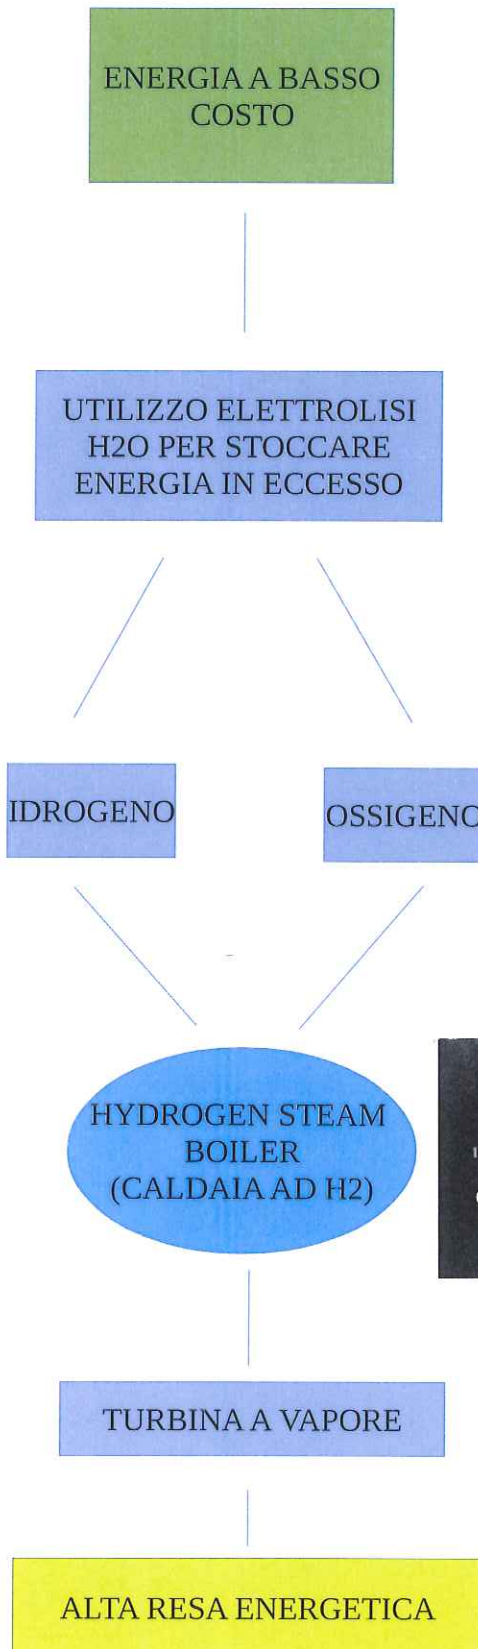 ENERGIA A BASSO
COSTO
UTILIZZO ELETTROLISI
H2O PER STOCCARE
ENERGIA IN ECCESSO
IDROGENO
OSSIGENO
HYDROGEN STEAM
BOILER
(CALDAIA AD H2)
TURBINA A VAPORE
ALTA RESA ENERGETICA